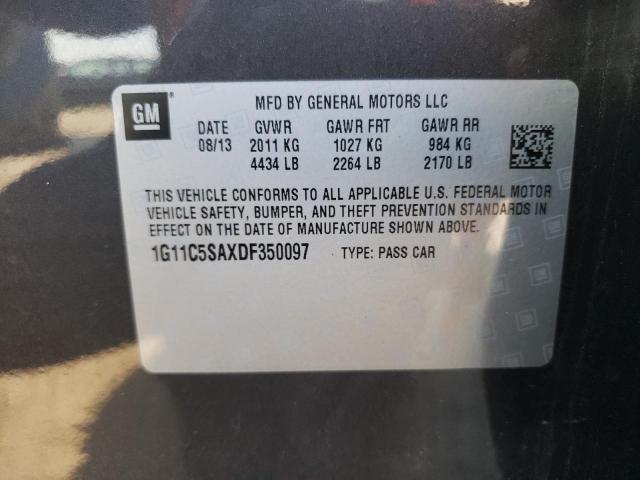 GM®
MFD BY GENERAL MOTORS LLC
DATE GVWR GAWR FRT GAWR RR
08/13 2011 KG 1027 KG 984 KG
4434 LB 2264 LB 2170 LB
THIS VEHICLE CONFORMS TO ALL APPLICABLE U.S. FEDERAL MOTOR
VEHICLE SAFETY, BUMPER, AND THEFT PREVENTION STANDARDS IN
EFFECT ON THE DATE OF MANUFACTURE SHOWN ABOVE.
1G11C5SAXDF350097 TYPE: PASS CAR